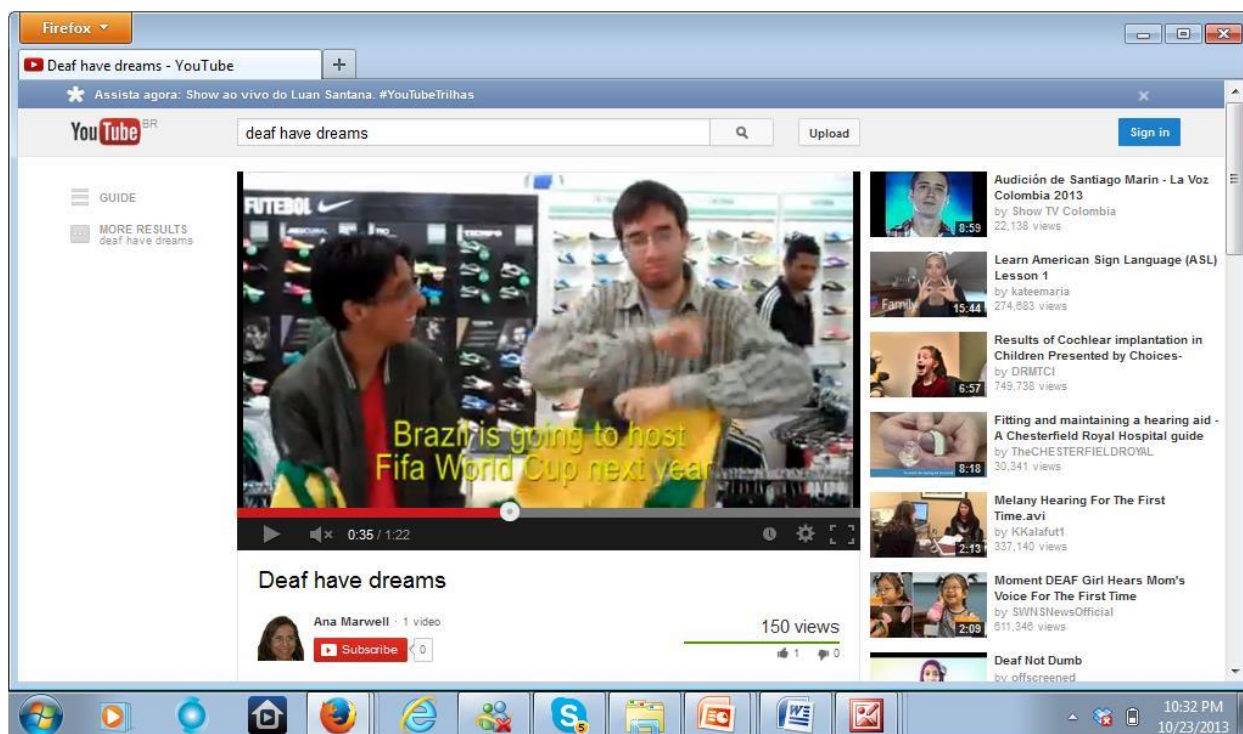 Firefox
Deaf have dreams - YouTube
Assista agora: Show ao vivo do Luan Santana. #YouTubeTrilhas
YouTube BR
deaf have dreams
Upload
Sign in
GUIDE
MORE RESULTS
deaf have dreams
FUTEBOL
Brazil is going to host
Fifa World Cup next year
0:35 / 1:22
Deaf have dreams
Ana Marwell · 1 video
Subscribe
0
150 views
1
0
8:59
Audición de Santiago Marin - La Voz
Colombia 2013
by Show TV Colombia
22,138 views
Family
15:44
Learn American Sign Language (ASL)
Lesson 1
by kateemaria
274,683 views
6:57
Results of Cochlear implantation in
Children Presented by Choices-
by DRMTCI
749,738 views
8:18
Fitting and maintaining a hearing aid -
A Chesterfield Royal Hospital guide
by TheCHESTERFIELDROYAL
30,341 views
2:13
Melany Hearing For The First
Time.avi
by KKalafut1
337,140 views
2:09
Moment DEAF Girl Hears Mom's
Voice For The First Time
by SWNSNewsOfficial
611,346 views
Deaf Not Dumb
by offscreened
10:32 PM
10/23/2013